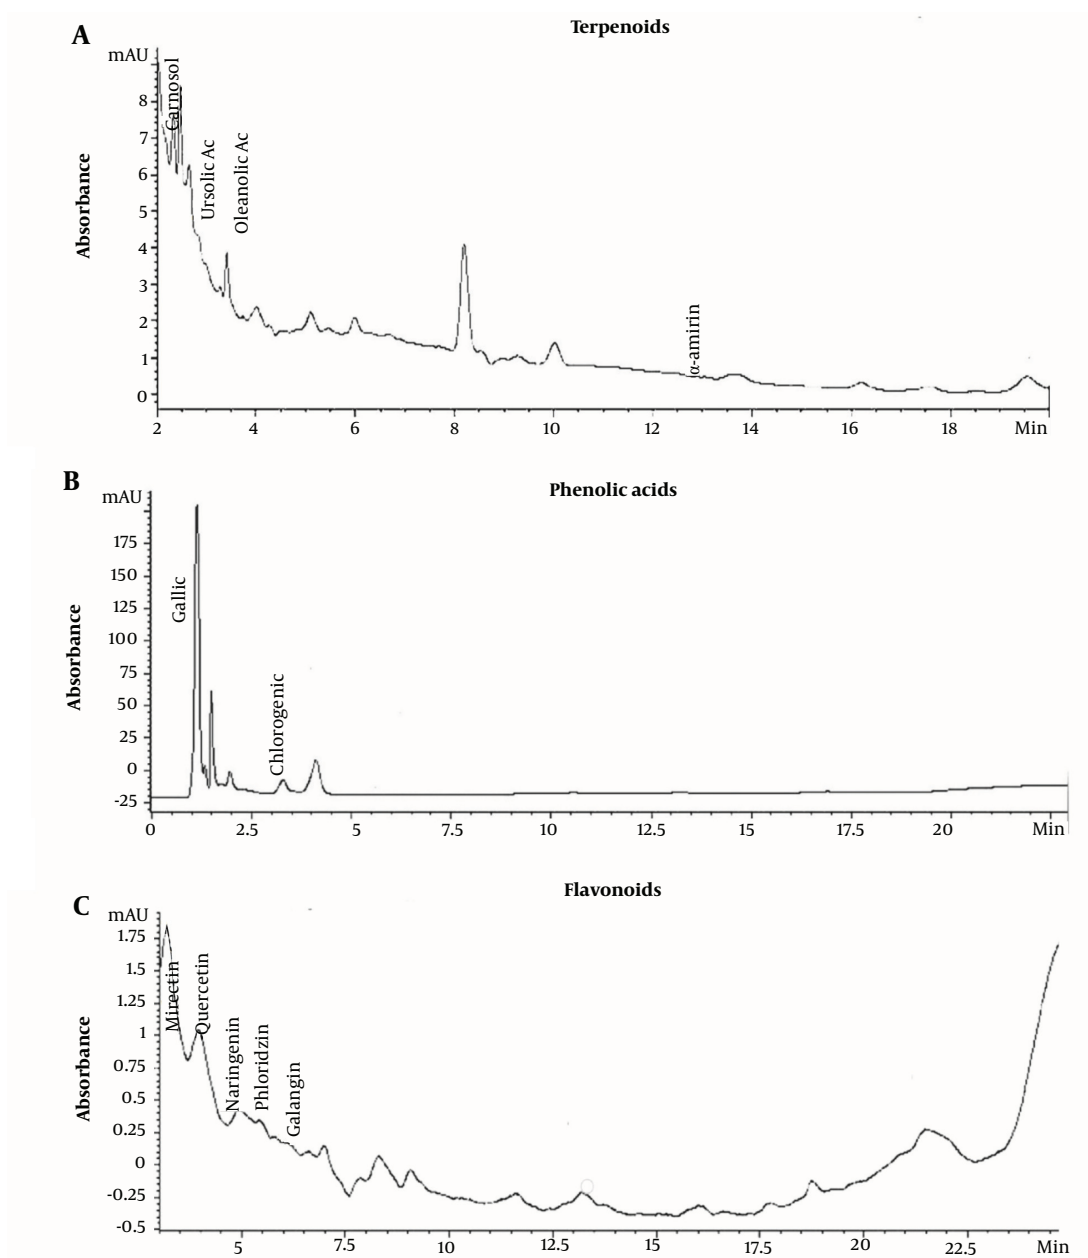 A
Terpenoids
mAU
Absorbance
8
7
6
5
4
3
2
1
0
Carnosol
Ursolic Ac
Oleanolic Ac
α-amirin
2 4 6 8 10 12 14 16 18 Min
B
Phenolic acids
mAU
Absorbance
175
150
125
100
75
50
25
0
-25
Gallic
Chlorogenic
0 2.5 5 7.5 10 12.5 15 17.5 20 Min
C
Flavonoids
mAU
Absorbance
1.75
1.5
1.25
1
0.75
0.5
0.25
0
-0.25
-0.5
Mirectin
Quercetin
Naringenin
Phloridzin
Galangin
5 7.5 10 12.5 15 17.5 20 22.5 Min